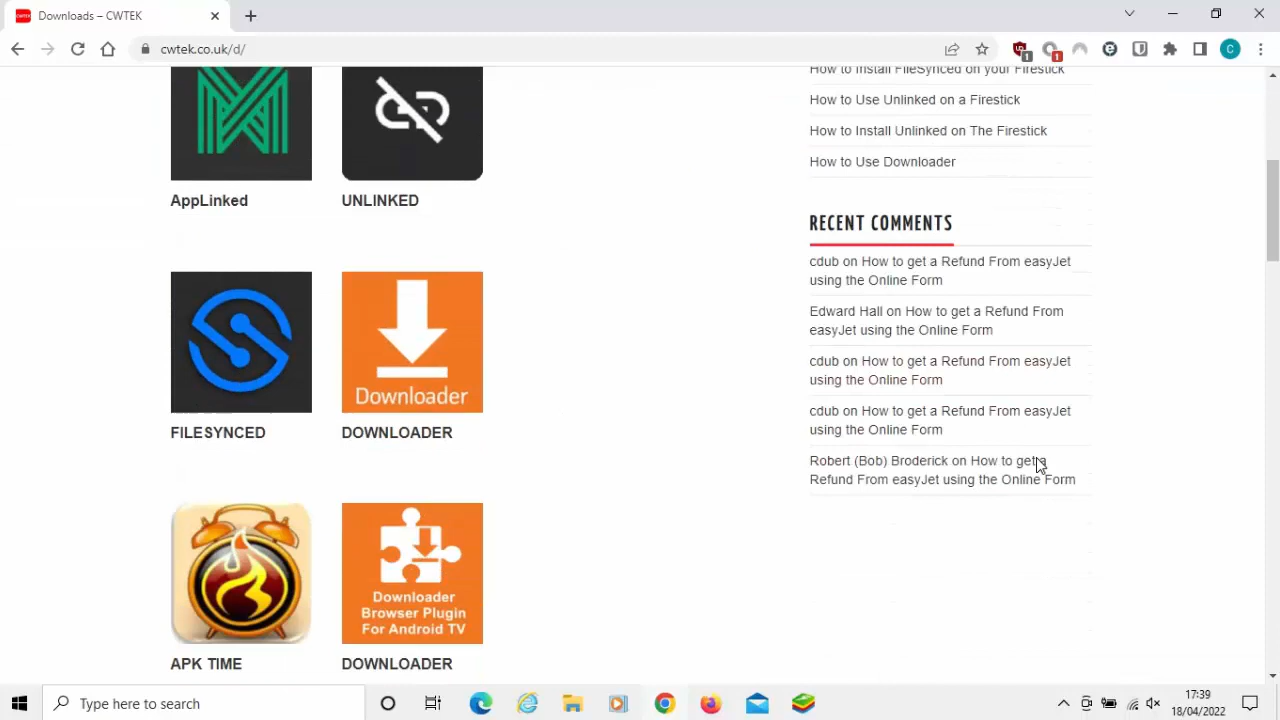 Downloads – CWTEK
cwtek.co.uk/d/
1
1
C
AppLinked
UNLINKED
FILESYNCED
Downloader
DOWNLOADER
APK TIME
Downloader
Browser Plugin
For Android TV
DOWNLOADER
How to Install FileSynced on your Firestick
How to Use Unlinked on a Firestick
How to Install Unlinked on The Firestick
How to Use Downloader
RECENT COMMENTS
cdub on How to get a Refund From easyJet
using the Online Form
Edward Hall on How to get a Refund From
easyJet using the Online Form
cdub on How to get a Refund From easyJet
using the Online Form
cdub on How to get a Refund From easyJet
using the Online Form
Robert (Bob) Broderick on How to get a
Refund From easyJet using the Online Form
Type here to search
17:39
18/04/2022